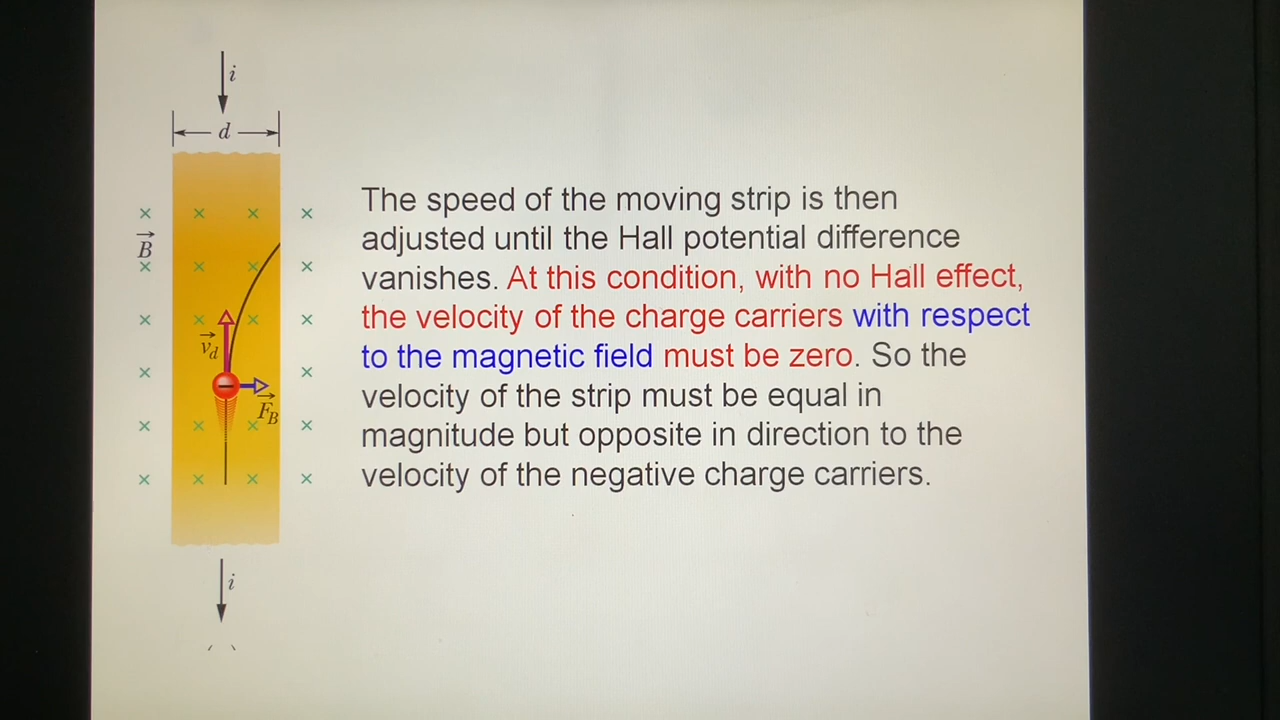 i
d
B
v_d
F_B
i
The speed of the moving strip is then
adjusted until the Hall potential difference
vanishes. At this condition, with no Hall effect,
the velocity of the charge carriers with respect
to the magnetic field must be zero. So the
velocity of the strip must be equal in
magnitude but opposite in direction to the
velocity of the negative charge carriers.